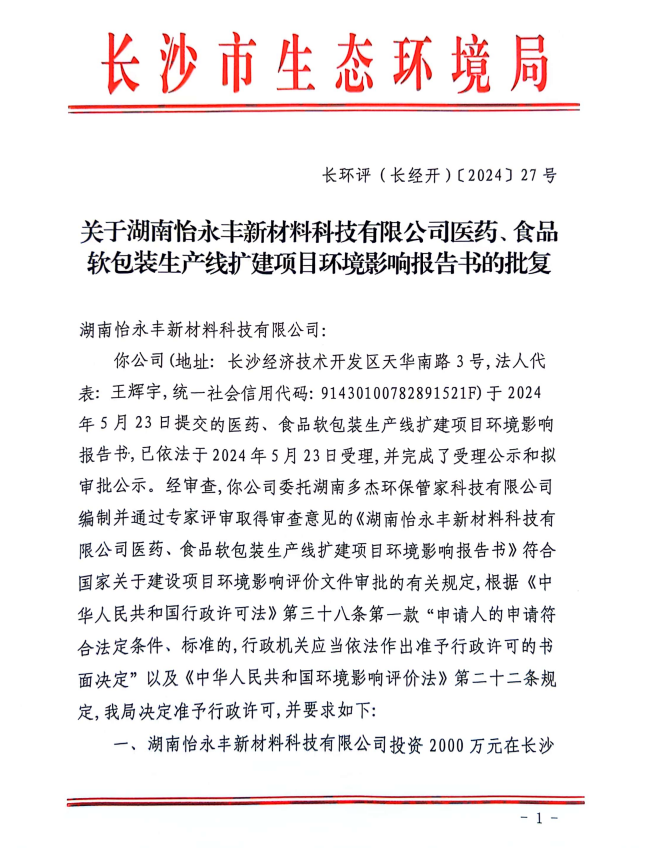 长沙市生态环境局
长环评（长经开）〔2024〕27号
关于湖南怡永丰新材料科技有限公司医药、食品
软包装生产线扩建项目环境影响报告书的批复
湖南怡永丰新材料科技有限公司：
你公司(地址：长沙经济技术开发区天华南路3号,法人代
表：王辉宇,统一社会信用代码：91430100782891521F)于2024
年5月23日提交的医药、食品软包装生产线扩建项目环境影响
报告书,已依法于2024年5月23日受理,并完成了受理公示和拟
审批公示。经审查,你公司委托湖南多杰环保管家科技有限公司
编制并通过专家评审取得审查意见的《湖南怡永丰新材料科技有
限公司医药、食品软包装生产线扩建项目环境影响报告书》符合
国家关于建设项目环境影响评价文件审批的有关规定,根据《中
华人民共和国行政许可法》第三十八条第一款“申请人的申请符
合法定条件、标准的,行政机关应当依法作出准予行政许可的书
面决定”以及《中华人民共和国环境影响评价法》第二十二条规
定,我局决定准予行政许可,并要求如下:
一、湖南怡永丰新材料科技有限公司投资2000万元在长沙
- 1 -